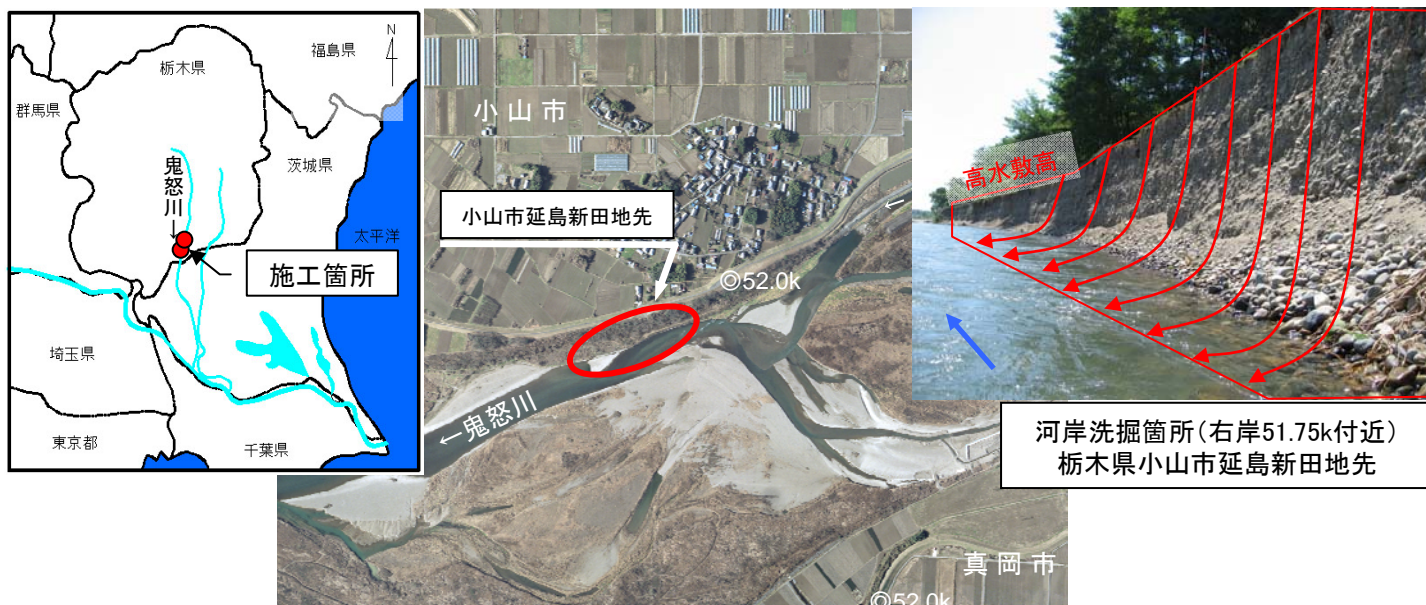 N
福島県
栃木県
群馬県
茨城県
鬼怒川
↓
太平洋
施工箇所
埼玉県
東京都
千葉県
小山市
←
小山市延島新田地先
◎52.0k
←鬼怒川
真岡市
◎52.0k
高水敷高
河岸洗掘箇所(右岸51.75k付近)
栃木県小山市延島新田地先